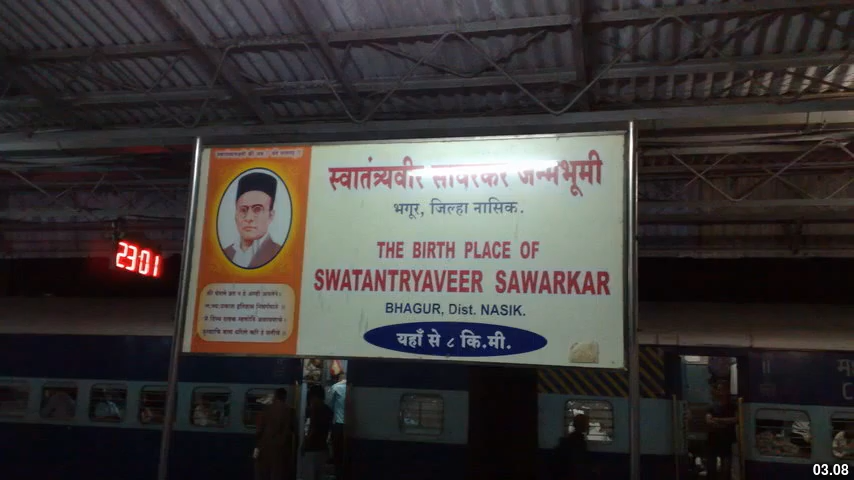 स्वातंत्र्यवीर सावरकर जन्मभूमी
भगूर, जिल्हा नासिक.
THE BIRTH PLACE OF
SWATANTRYAVEER SAWARKAR
BHAGUR, Dist. NASIK.
यहाँ से ८ कि.मी.
23:01
03.08